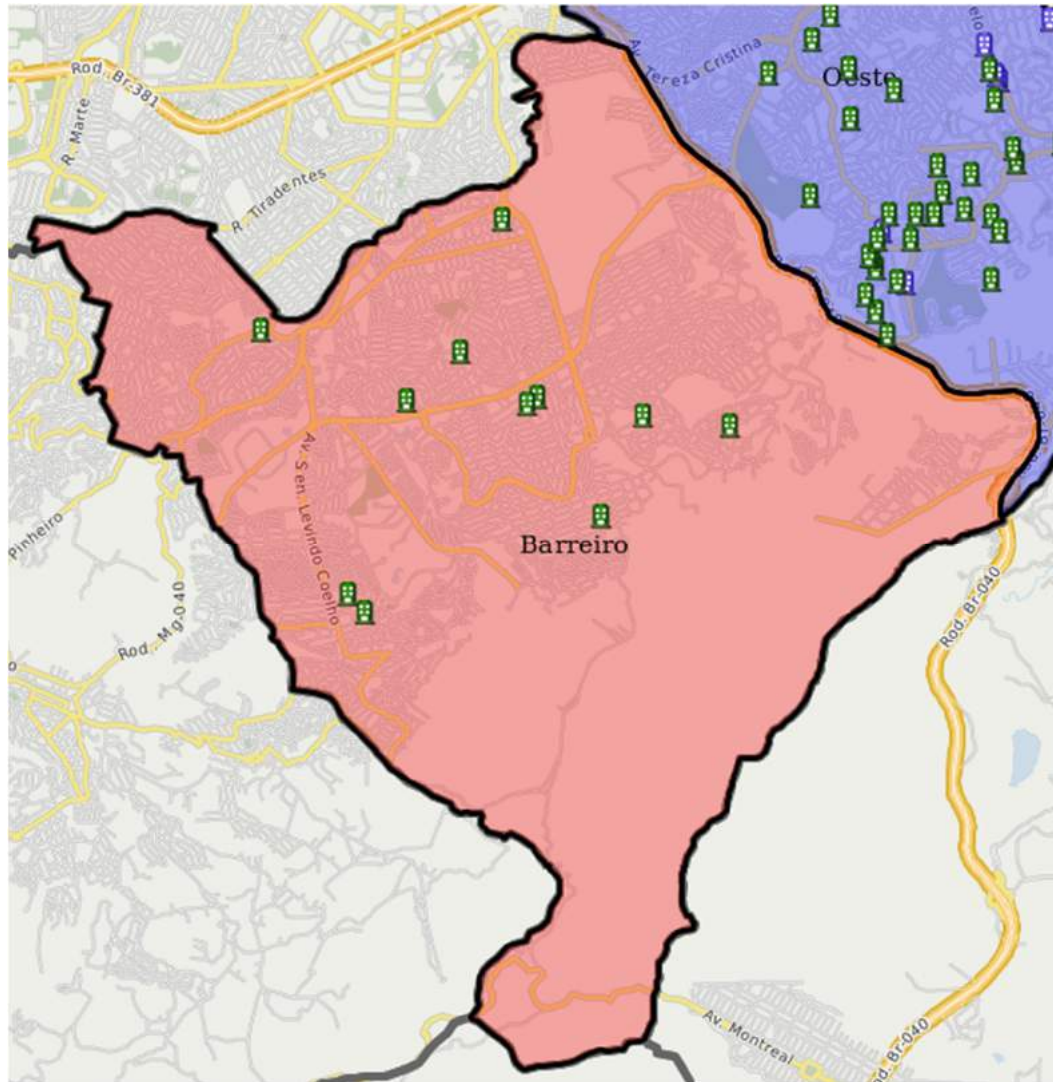 Av. Tereza Cristina
elo
Oeste
Rod. Br-381
R. Marte
R. Tiradentes
Av. Sen. Levindo Coelho
Barreiro
Pinheiro
Rod. Mg-040
o
Rod. Br-040
Av. Montreal
Rod. Br-040